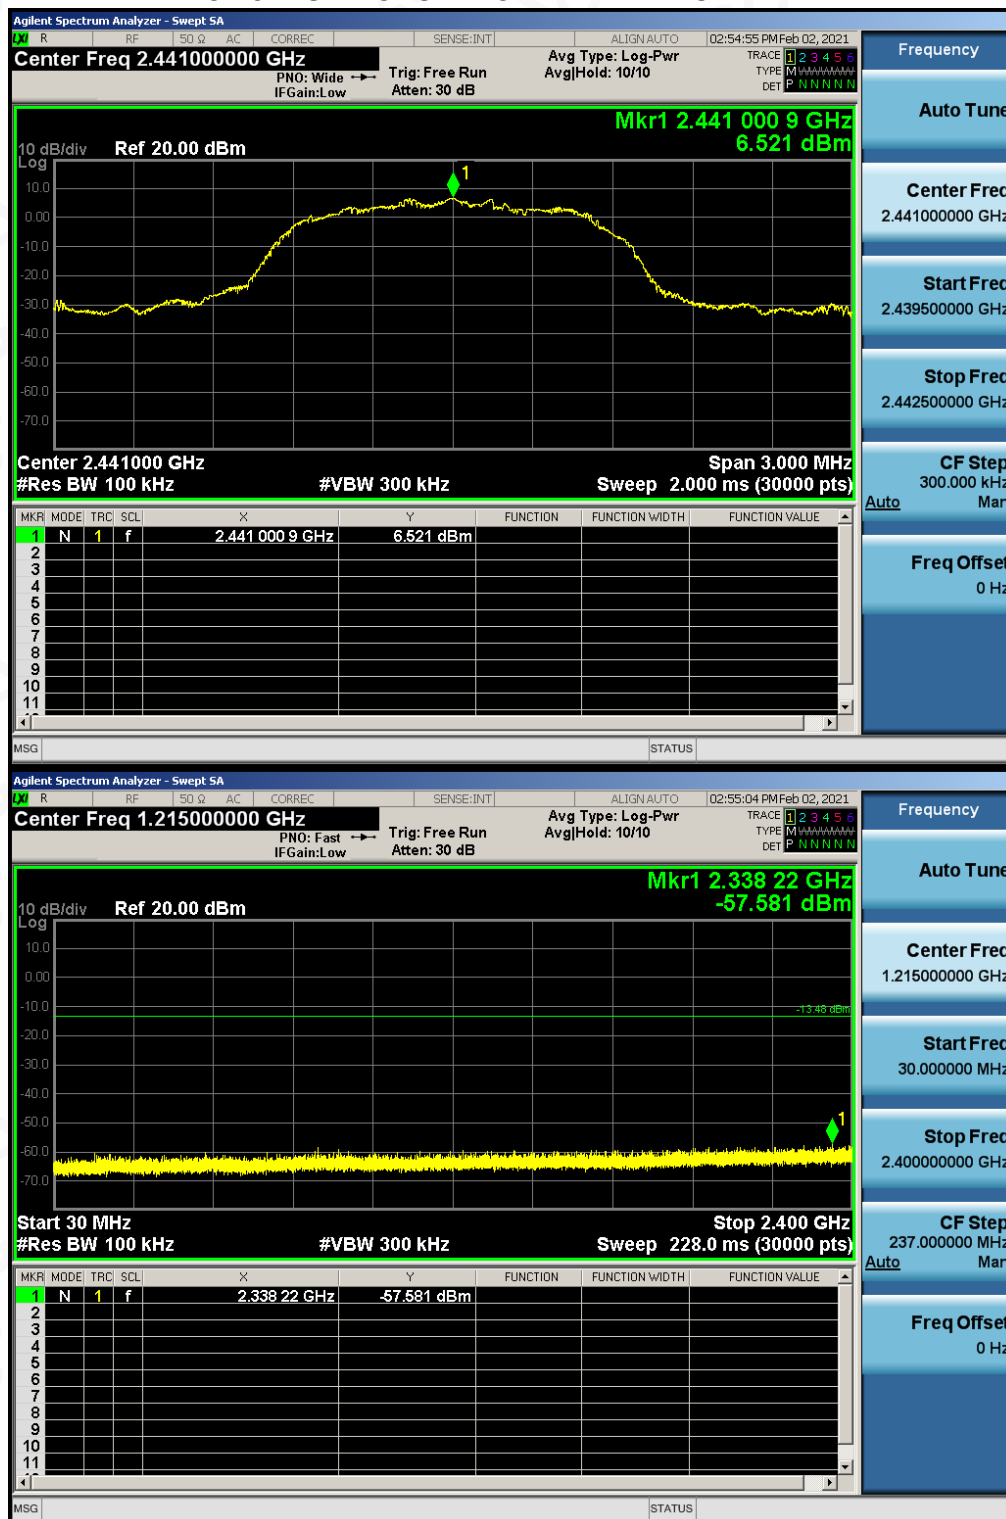 Agilent Spectrum Analyzer - Swept SA
LXI R RF 50 Ω AC CORREC SENSE:INT ALIGN AUTO 02:54:55 PM Feb 02, 2021
Center Freq 2.441000000 GHz
PNO: Wide
IFGain:Low
Trig: Free Run
Atten: 30 dB
Avg Type: Log-Pwr
Avg|Hold: 10/10
TRACE 1 2 3 4 5 6
TYPE M WWWWW
DET P N N N N N
Mkr1 2.441 000 9 GHz
6.521 dBm
10 dB/div Ref 20.00 dBm
Log
10.0
0.00
-10.0
-20.0
-30.0
-40.0
-50.0
-60.0
-70.0
1
Center 2.441000 GHz Span 3.000 MHz
#Res BW 100 kHz #VBW 300 kHz Sweep 2.000 ms (30000 pts)
MKR MODE TRC SCL X Y FUNCTION FUNCTION WIDTH FUNCTION VALUE
1 N 1 f 2.441 000 9 GHz 6.521 dBm
2
3
4
5
6
7
8
9
10
11
MSG STATUS
Frequency
Auto Tune
Center Freq
2.441000000 GHz
Start Freq
2.439500000 GHz
Stop Freq
2.442500000 GHz
CF Step
300.000 kHz
Auto Man
Freq Offset
0 Hz
Agilent Spectrum Analyzer - Swept SA
LXI R RF 50 Ω AC CORREC SENSE:INT ALIGN AUTO 02:55:04 PM Feb 02, 2021
Center Freq 1.215000000 GHz
PNO: Fast
IFGain:Low
Trig: Free Run
Atten: 30 dB
Avg Type: Log-Pwr
Avg|Hold: 10/10
TRACE 1 2 3 4 5 6
TYPE M WWWWW
DET P N N N N N
Mkr1 2.338 22 GHz
-57.581 dBm
10 dB/div Ref 20.00 dBm
Log
10.0
0.00
-10.0
-20.0
-30.0
-40.0
-50.0
-60.0
-70.0
-13.48 dBm
1
Start 30 MHz Stop 2.400 GHz
#Res BW 100 kHz #VBW 300 kHz Sweep 228.0 ms (30000 pts)
MKR MODE TRC SCL X Y FUNCTION FUNCTION WIDTH FUNCTION VALUE
1 N 1 f 2.338 22 GHz -57.581 dBm
2
3
4
5
6
7
8
9
10
11
MSG STATUS
Frequency
Auto Tune
Center Freq
1.215000000 GHz
Start Freq
30.000000 MHz
Stop Freq
2.400000000 GHz
CF Step
237.000000 MHz
Auto Man
Freq Offset
0 Hz